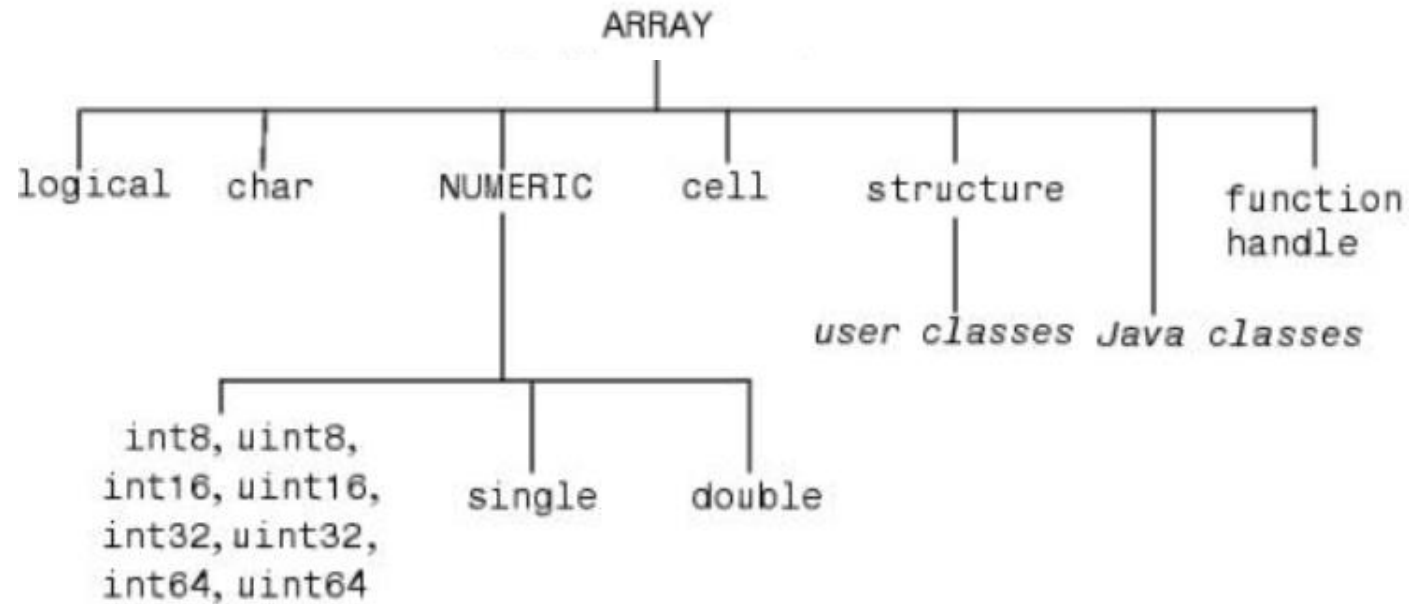 ARRAY
logical char NUMERIC cell structure function
handle
user classes Java classes
int8, uint8,
int16, uint16,
int32, uint32,
int64, uint64
single double